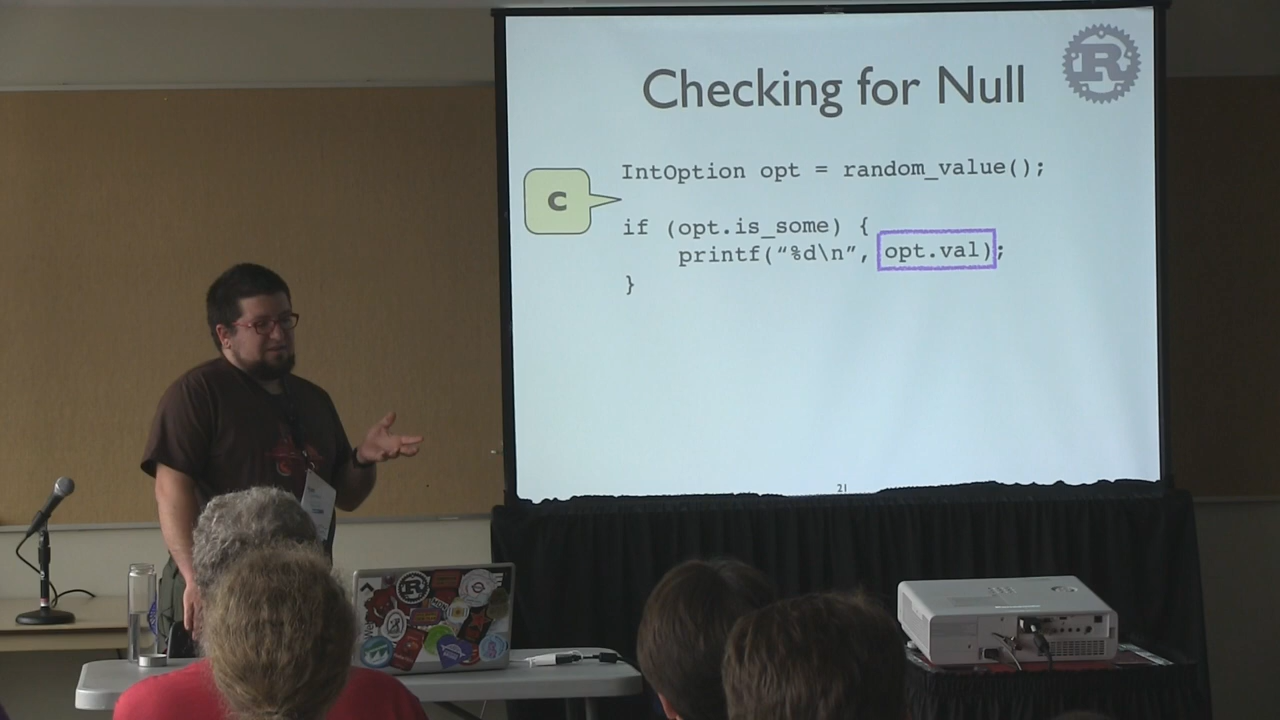 Checking for Null
R
IntOption opt = random_value();
C
if (opt.is_some) {
printf(“%d\n”, opt.val);
}
21
R